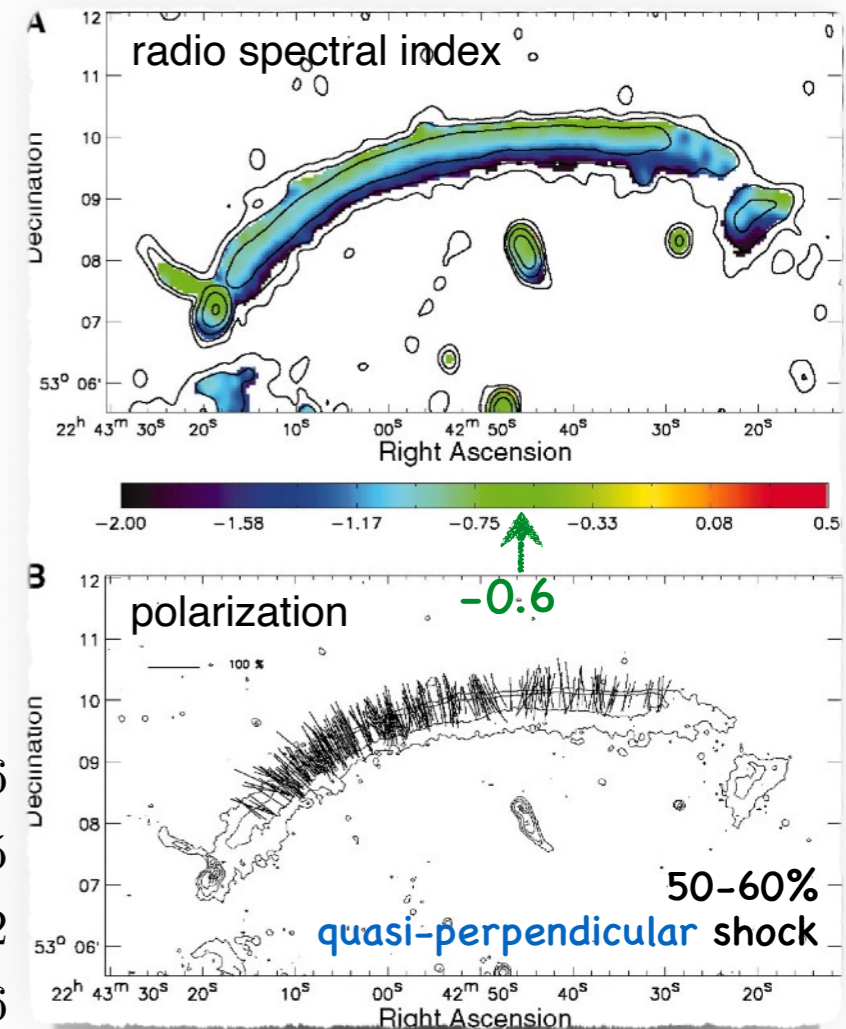 A
radio spectral index
12
11
10
09
08
07
53° 06'
Declination
22h 43m 30s 20s 10s 00s 42m 50s 40s 30s 20s
Right Ascension
−2.00 −1.58 −1.17 −0.75 −0.33 0.08 0.5
-0.6
B
polarization
100 %
12
11
10
09
08
07
53° 06'
Declination
50-60%
quasi-perpendicular shock
22h 43m 30s 20s 10s 00s 42m 50s 40s 30s 20s
Right Ascension